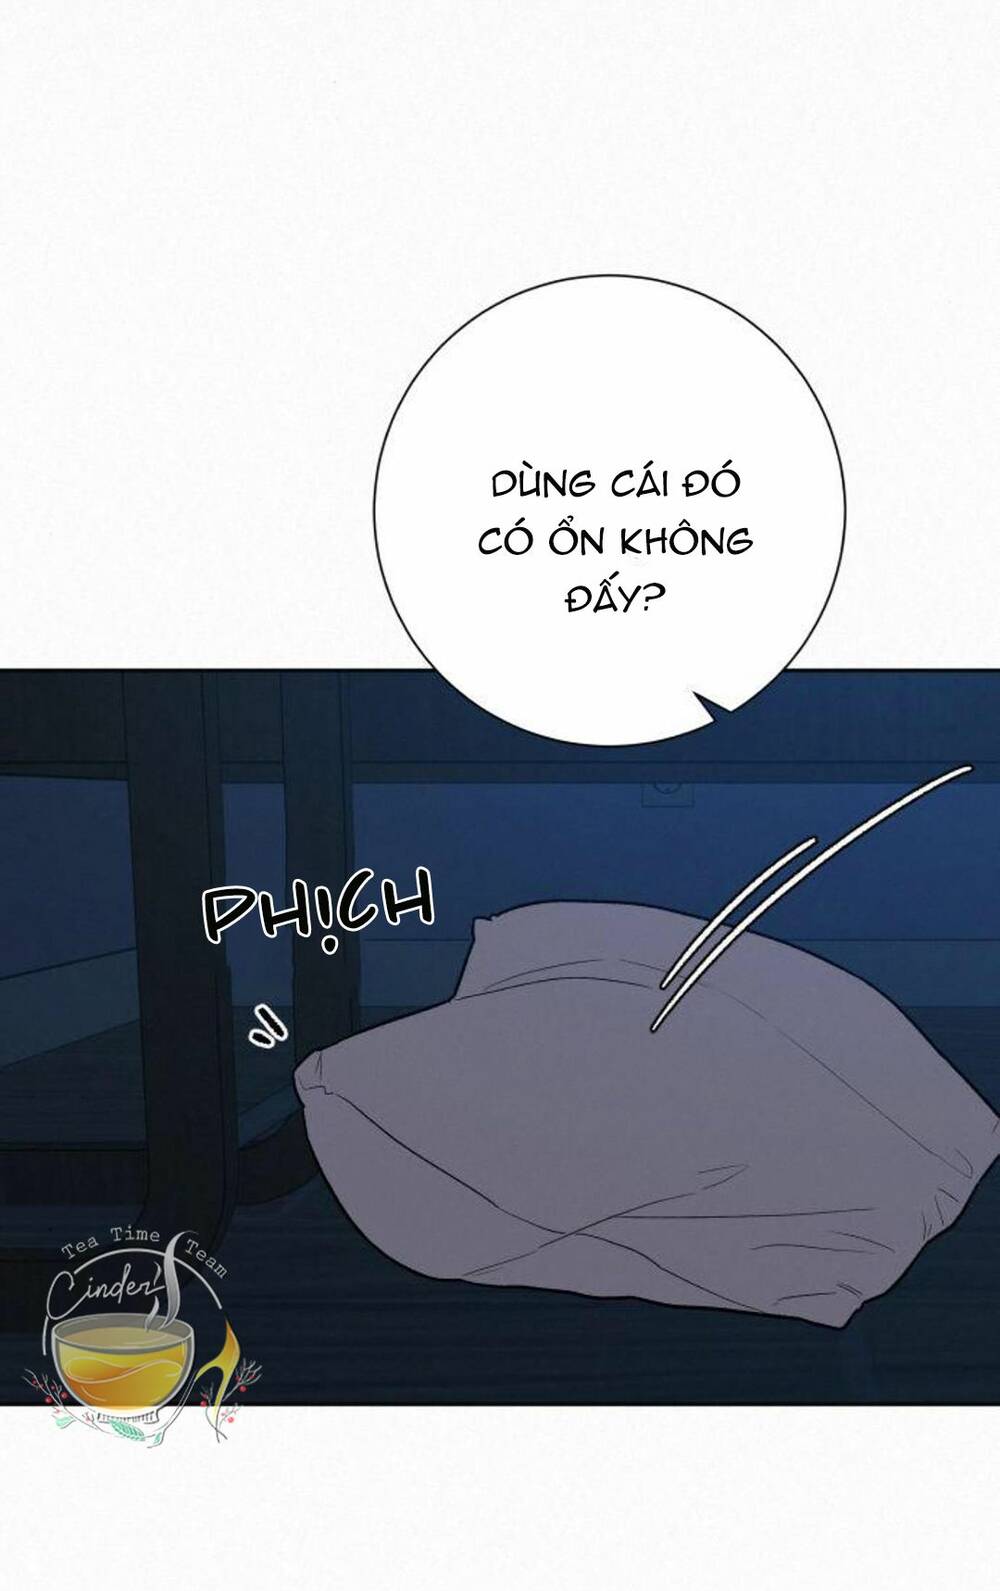 DÙNG CÁI ĐÓ
CÓ ỔN KHÔNG
ĐẤY?
PHỊCH
Tea Time Team
Cinder's